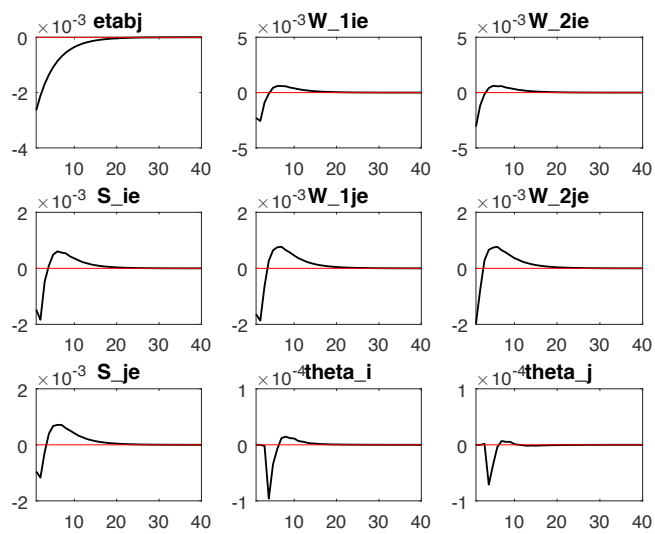 ×10⁻³ etabj
×10⁻³ W_1ie
×10⁻³ W_2ie
0
-2
-4
10 20 30 40
5
0
-5
10 20 30 40
5
0
-5
10 20 30 40
×10⁻³ S_ie
×10⁻³ W_1je
×10⁻³ W_2je
2
0
-2
10 20 30 40
2
0
-2
10 20 30 40
2
0
-2
10 20 30 40
×10⁻³ S_je
×10⁻⁴ theta_i
×10⁻⁴ theta_j
2
0
-2
10 20 30 40
1
0
-1
10 20 30 40
1
0
-1
10 20 30 40